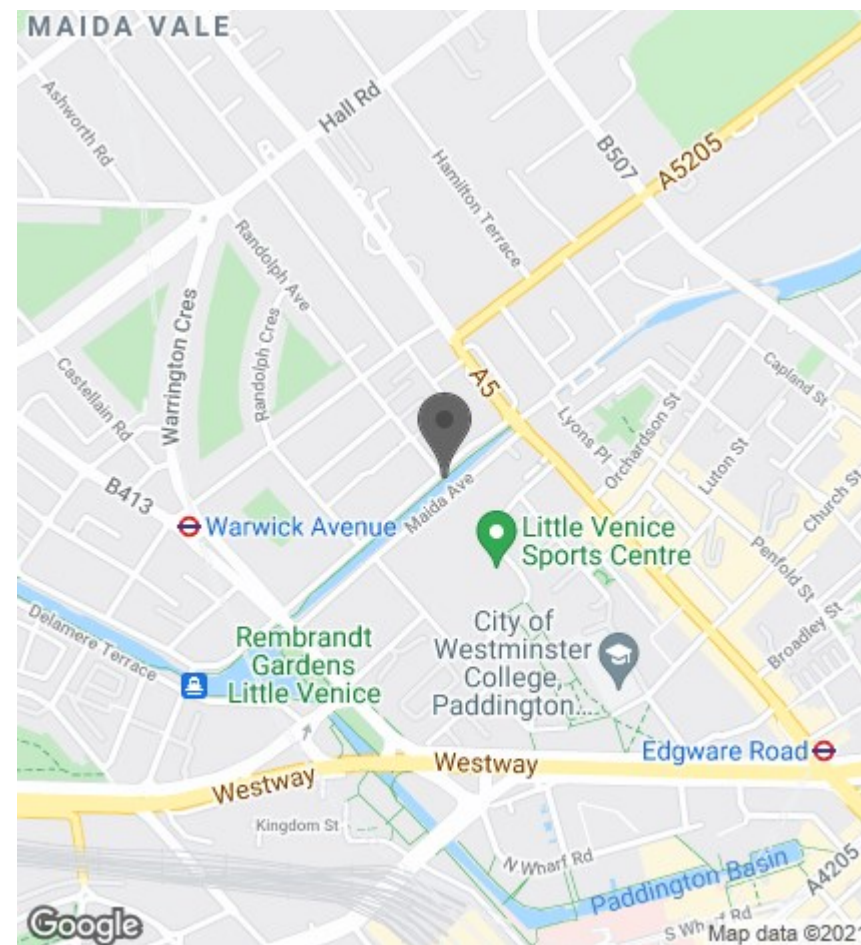 MAIDA VALE
Ashworth Rd
Hall Rd
B507
A5205
Hamilton Terrace
Randolph Ave
Warrington Cres
Randolph Cres
Castellain Rd
A5
Capland St
Lyons Pl
Orchardson St
Luton St
Church St
B413
Maida Ave
Warwick Avenue
Little Venice
Sports Centre
Penfold St
Delamere Terrace
Rembrandt
Gardens
Little Venice
City of
Westminster
College,
Paddington....
Broadley St
Edgware Road
Westway
Westway
Kingdom St
N Wharf Rd
Paddington Basin
A4205
S Wharf Rd
Google
Map data ©202